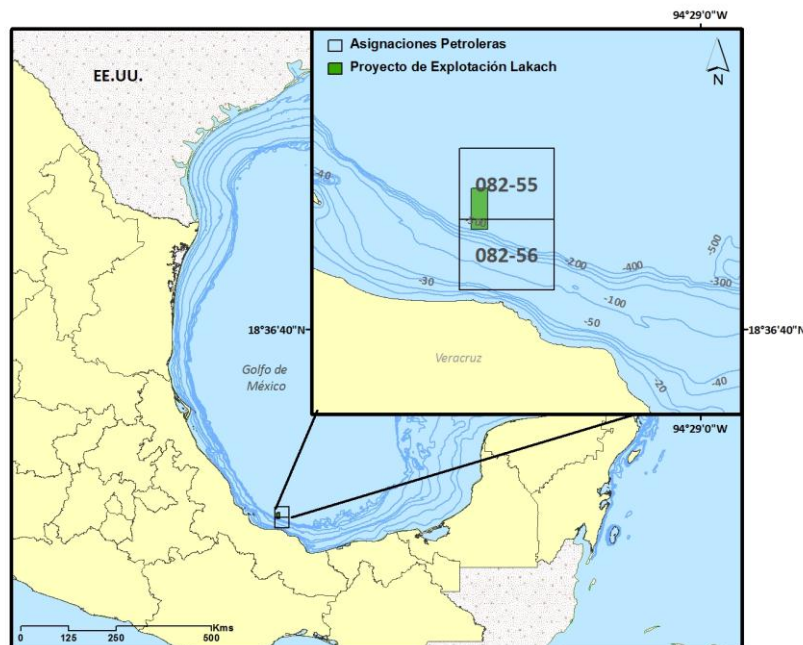 94°29'0"W
Asignaciones Petroleras
Proyecto de Explotación Lakach
N
EE.UU.
-40
082-55
-500
082-56
-200
-400
-300
-30
-100
-50
18°36'40"N
18°36'40"N
Golfo de
México
Veracruz
-20
-40
94°29'0"W
Kms
0 125 250 500